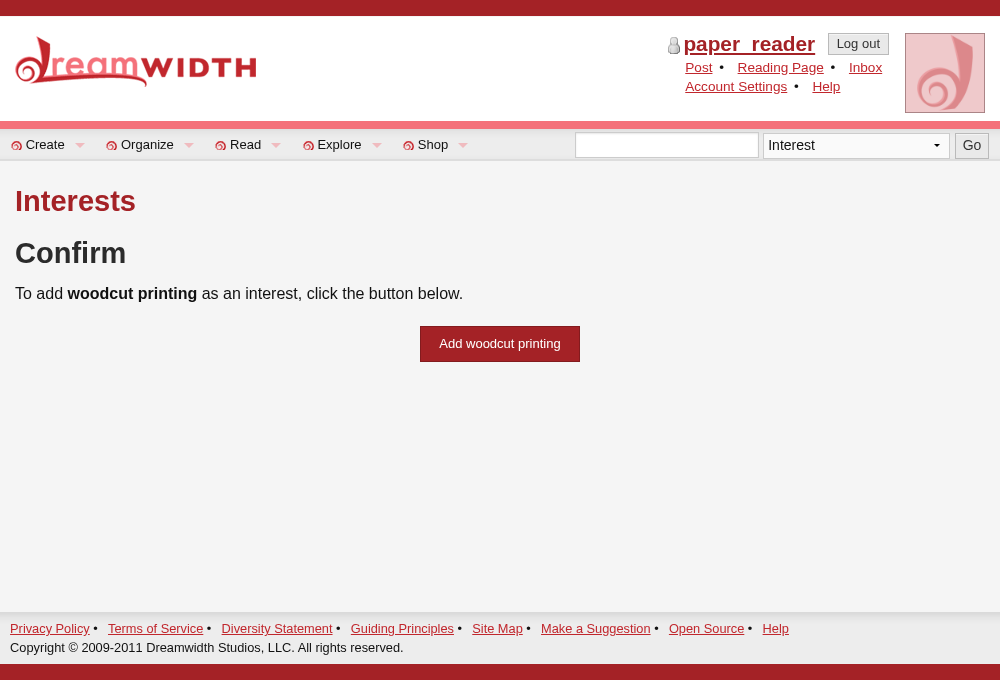 dreamWIDTH
paper_reader Log out
Post • Reading Page • Inbox
Account Settings • Help
Create Organize Read Explore Shop Interest Go
Interests
Confirm
To add woodcut printing as an interest, click the button below.
Add woodcut printing
Privacy Policy • Terms of Service • Diversity Statement • Guiding Principles • Site Map • Make a Suggestion • Open Source • Help
Copyright © 2009-2011 Dreamwidth Studios, LLC. All rights reserved.